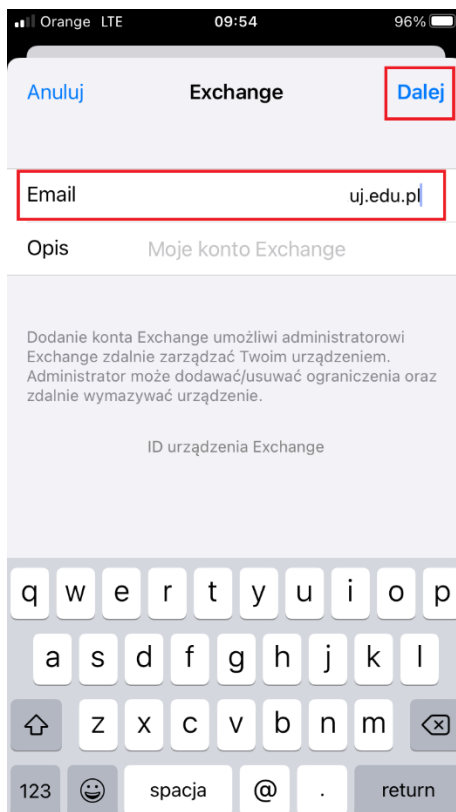 Orange LTE 09:54 96%
Anuluj Exchange Dalej
Email uj.edu.pl
Opis Moje konto Exchange
Dodanie konta Exchange umożliwi administratorowi
Exchange zdalnie zarządzać Twoim urządzeniem.
Administrator może dodawać/usuwać ograniczenia oraz
zdalnie wymazywać urządzenie.
ID urządzenia Exchange
q w e r t y u i o p
a s d f g h j k l
z x c v b n m
123 spacja @ . return